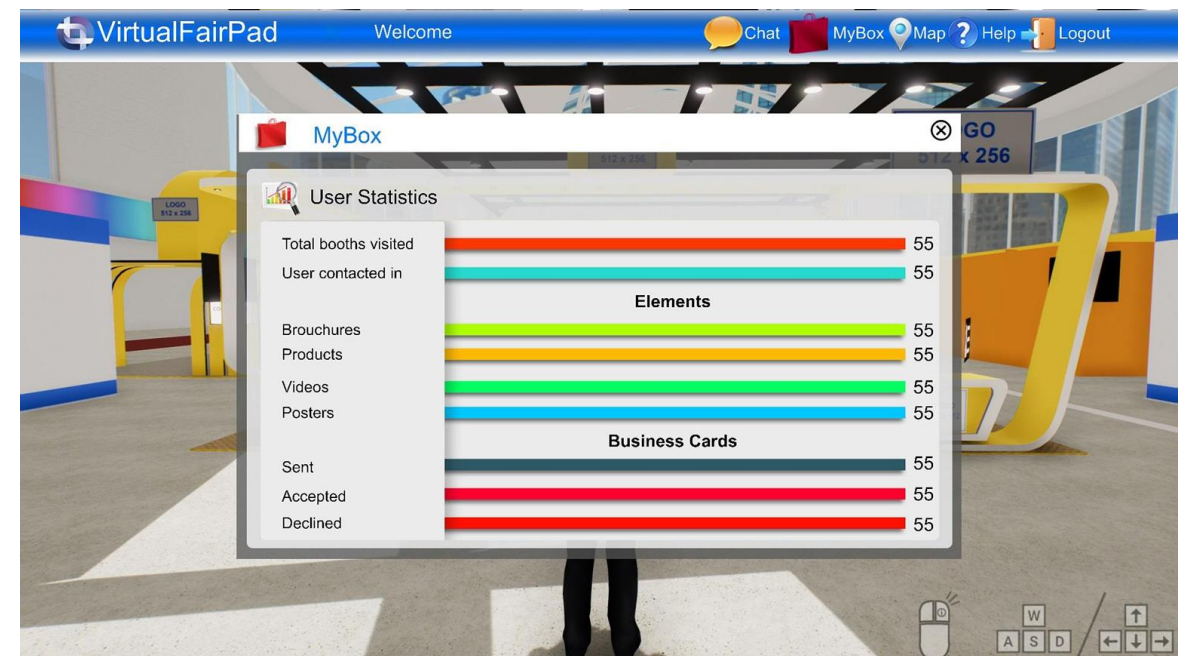 VirtualFairPad Welcome Chat MyBox Map ? Help Logout
MyBox
GO
512 x 256
512 x 256
LOGO
512 x 256
User Statistics
Total booths visited 55
User contacted in 55
Elements
Brouchures 55
Products 55
Videos 55
Posters 55
Business Cards
Sent 55
Accepted 55
Declined 55
W
A S D